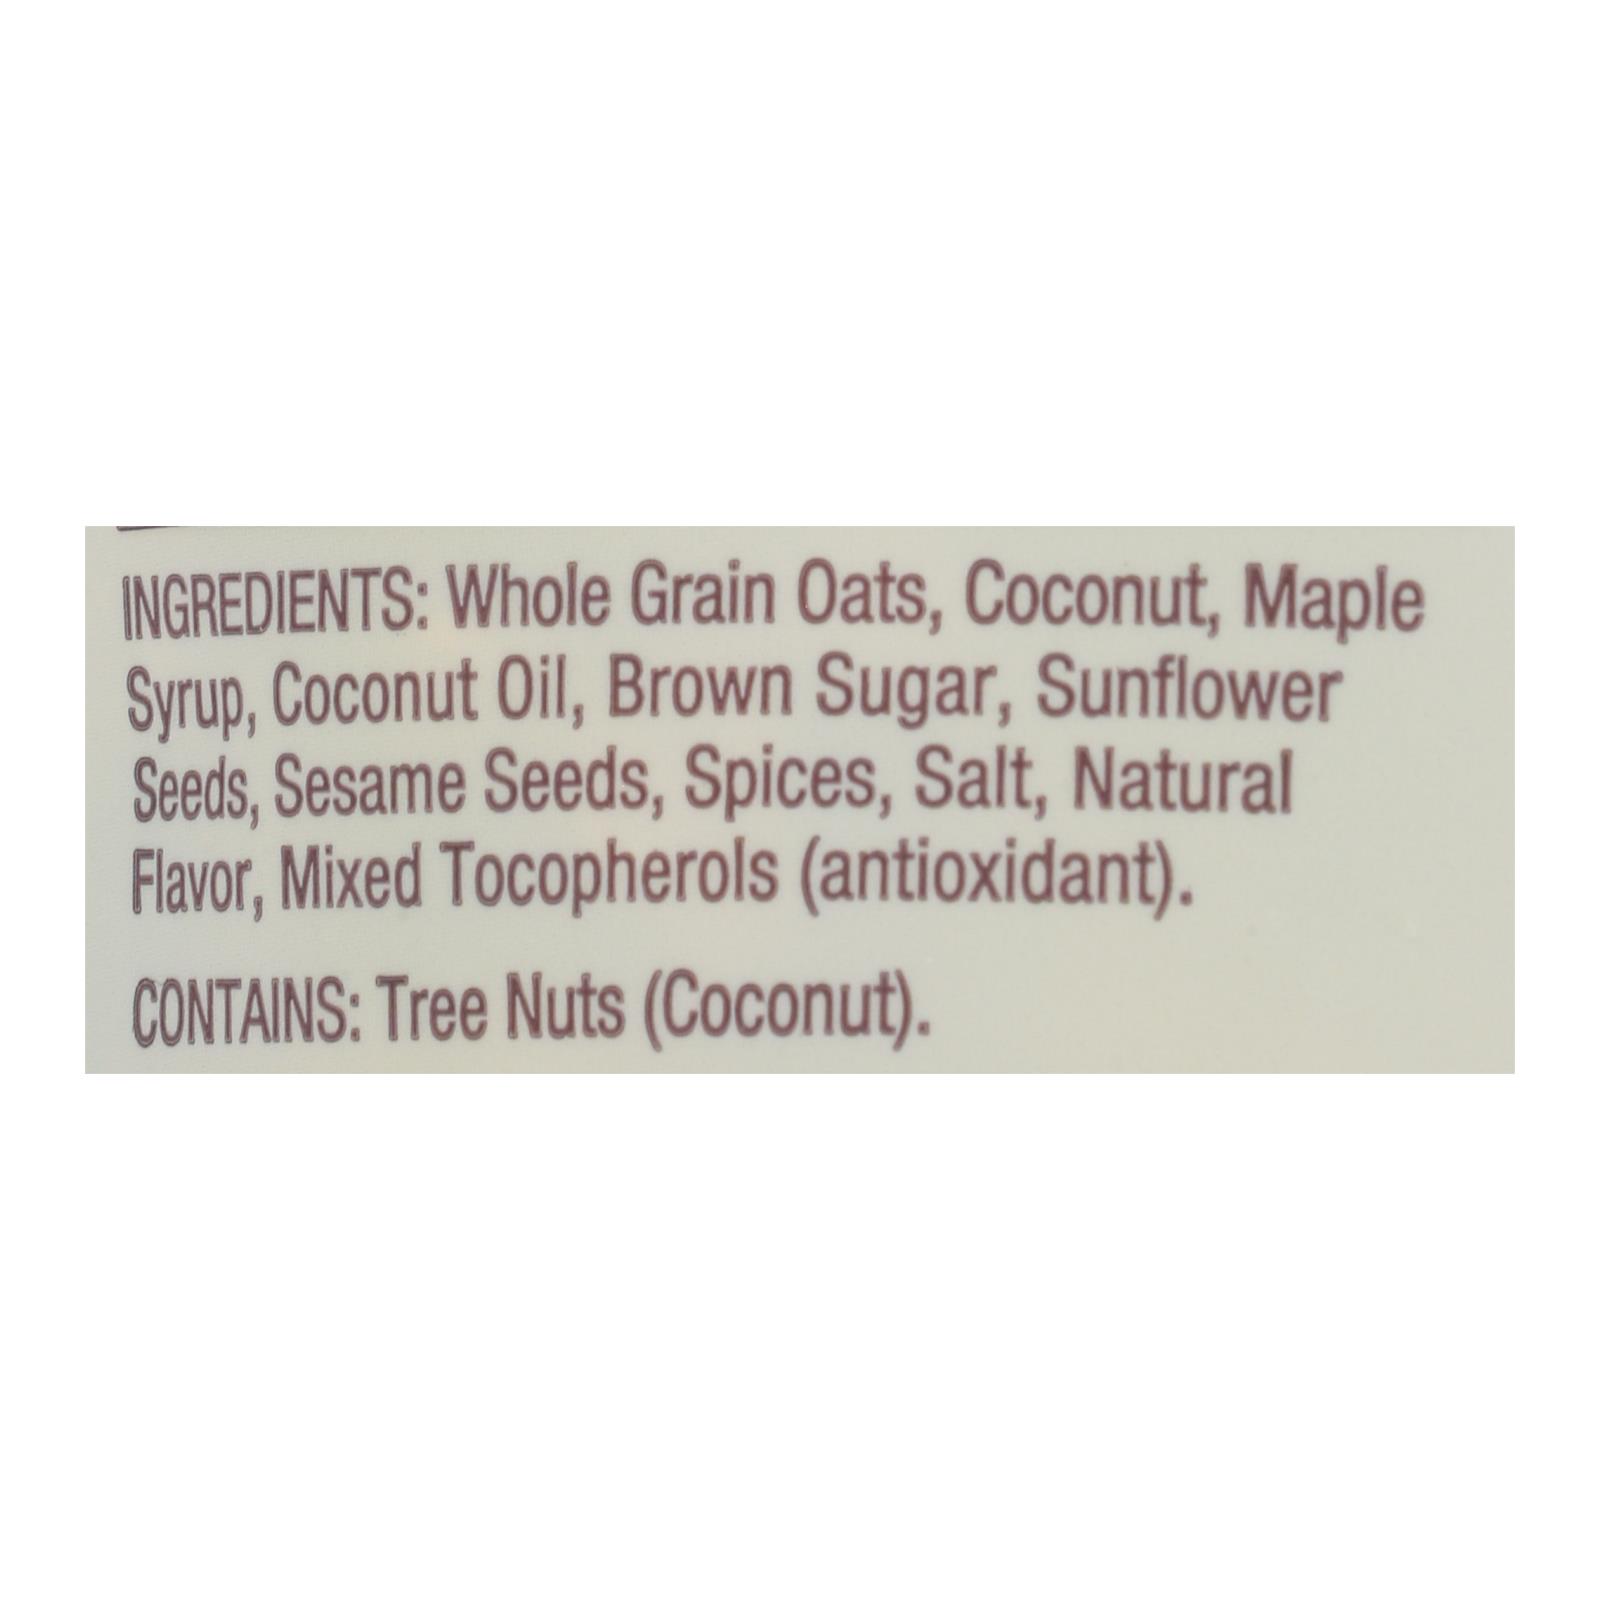 INGREDIENTS: Whole Grain Oats, Coconut, Maple
Syrup, Coconut Oil, Brown Sugar, Sunflower
Seeds, Sesame Seeds, Spices, Salt, Natural
Flavor, Mixed Tocopherols (antioxidant).
CONTAINS: Tree Nuts (Coconut).